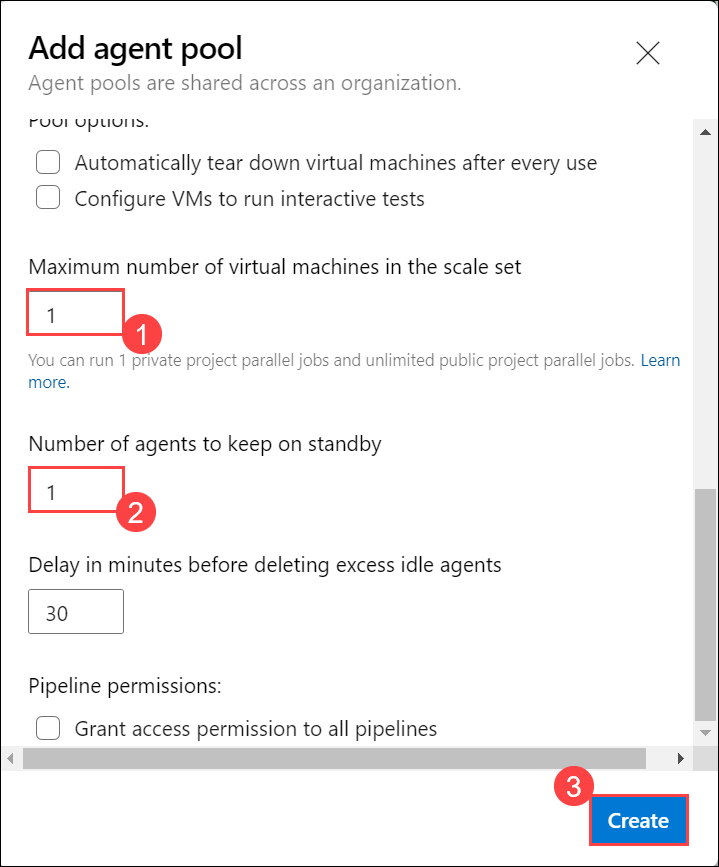 Add agent pool
Agent pools are shared across an organization.
Pool options:
Automatically tear down virtual machines after every use
Configure VMs to run interactive tests
Maximum number of virtual machines in the scale set
1
1
You can run 1 private project parallel jobs and unlimited public project parallel jobs. Learn
more.
Number of agents to keep on standby
1
2
Delay in minutes before deleting excess idle agents
30
Pipeline permissions:
Grant access permission to all pipelines
3
Create